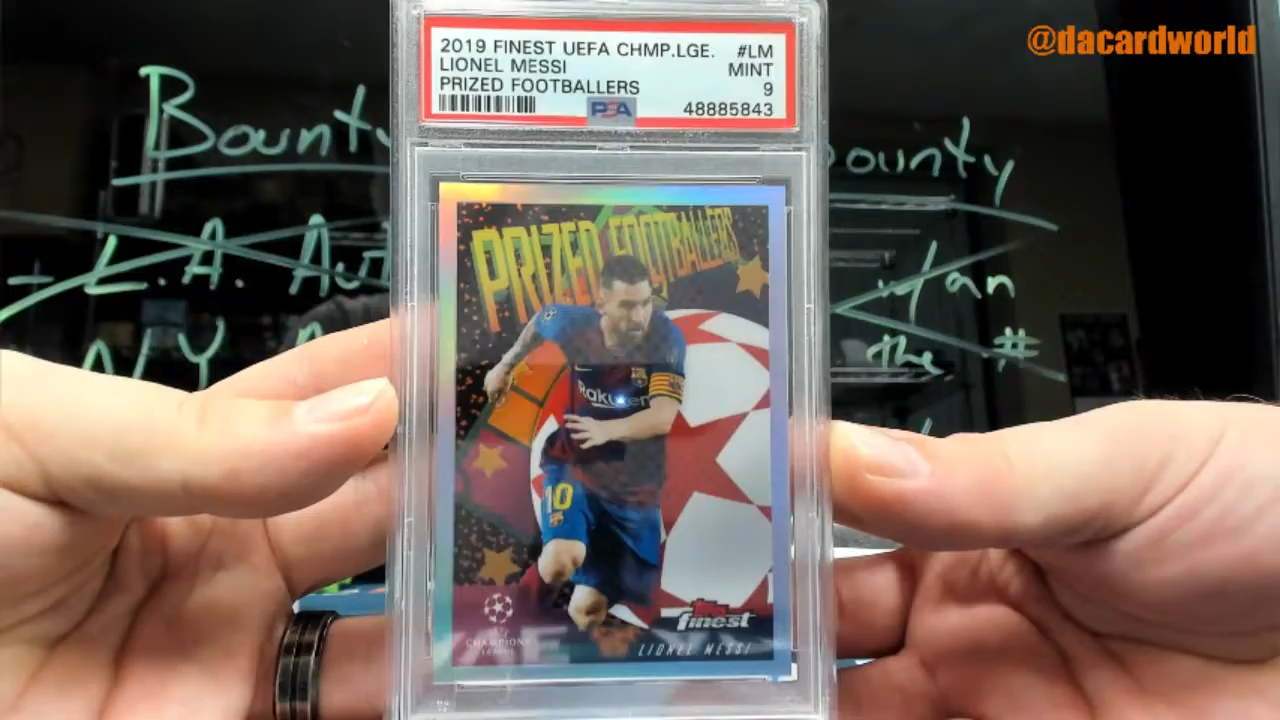 @dacardworld
2019 FINEST UEFA CHMP.LGE. #LM
LIONEL MESSI MINT
PRIZED FOOTBALLERS 9
PSA 48885843
Bounty
ounty
- L.A. Au
w/ an
N/Y
the #
PRIZED FOOTBALLERS
Rakuten
10
CHAMPIONS
LEAGUE
Topps
finest
LIONEL MESSI